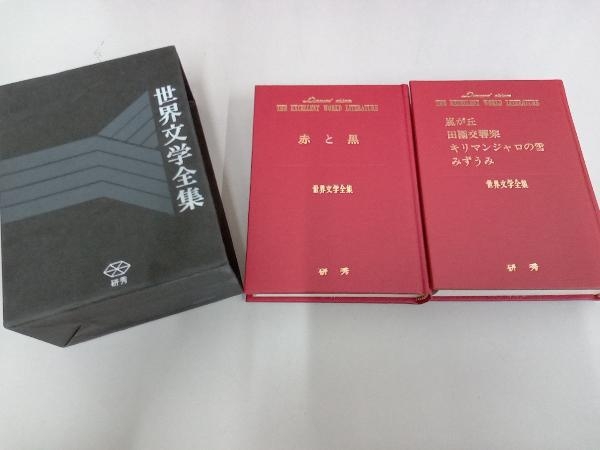 世界文学全集
研秀
Diamond edition
THE EXCELLENT WORLD LITERATURE
赤と黒
世界文学全集
研秀
Diamond edition
THE EXCELLENT WORLD LITERATURE
嵐が丘
田園交響楽
キリマンジャロの雪
みずうみ
世界文学全集
研秀